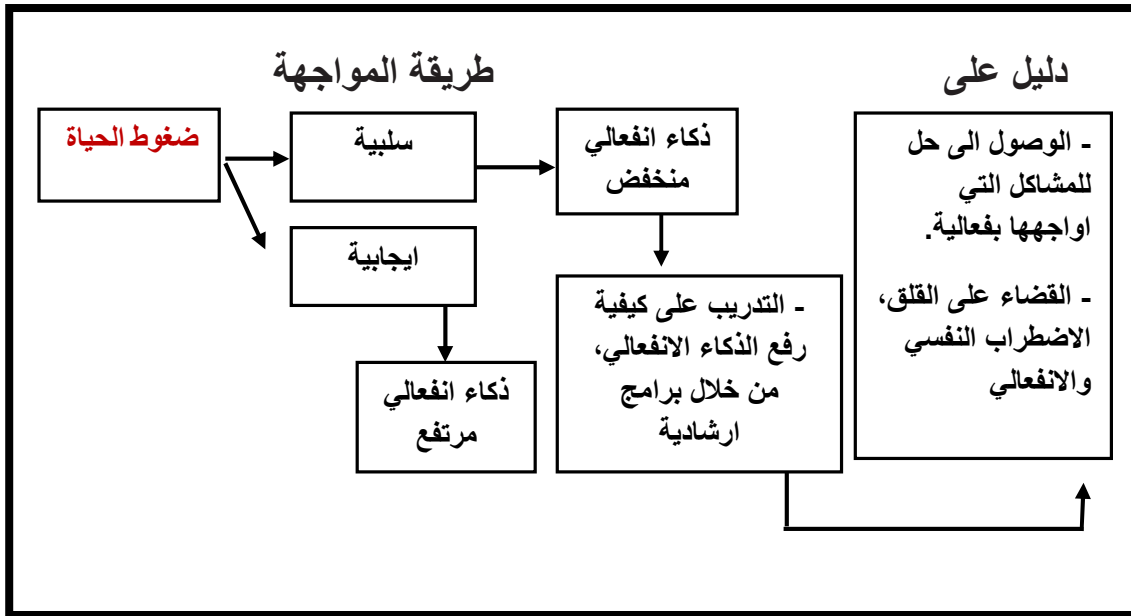 طريقة المواجهة
دليل على
ضغوط الحياة
سلبية
ايجابية
ذكاء انفعالي
مرتفع
ذكاء انفعالي
منخفض
- التدريب على كيفية
رفع الذكاء الانفعالي،
من خلال برامج
ارشادية
- الوصول الى حل
للمشاكل التي
اواجهها بفعالية.
- القضاء على القلق،
الاضطراب النفسي
والانفعالي